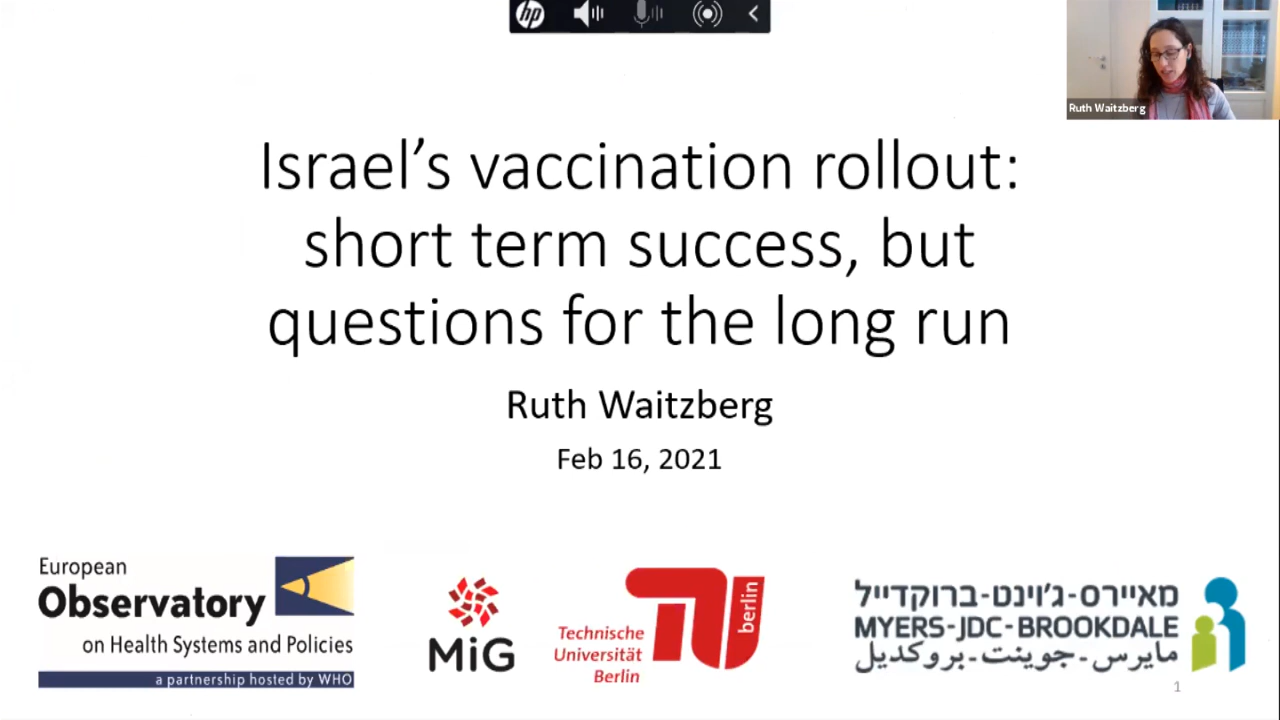 hp
Ruth Waitzberg
Israel’s vaccination rollout:
short term success, but
questions for the long run
Ruth Waitzberg
Feb 16, 2021
European
Observatory
on Health Systems and Policies
a partnership hosted by WHO
MiG
Technische
Universität
Berlin
berlin
מאיירס-ג'וינט-ברוקדייל
MYERS-JDC-BROOKDALE
مايرس-جوينت-بروكديل
1